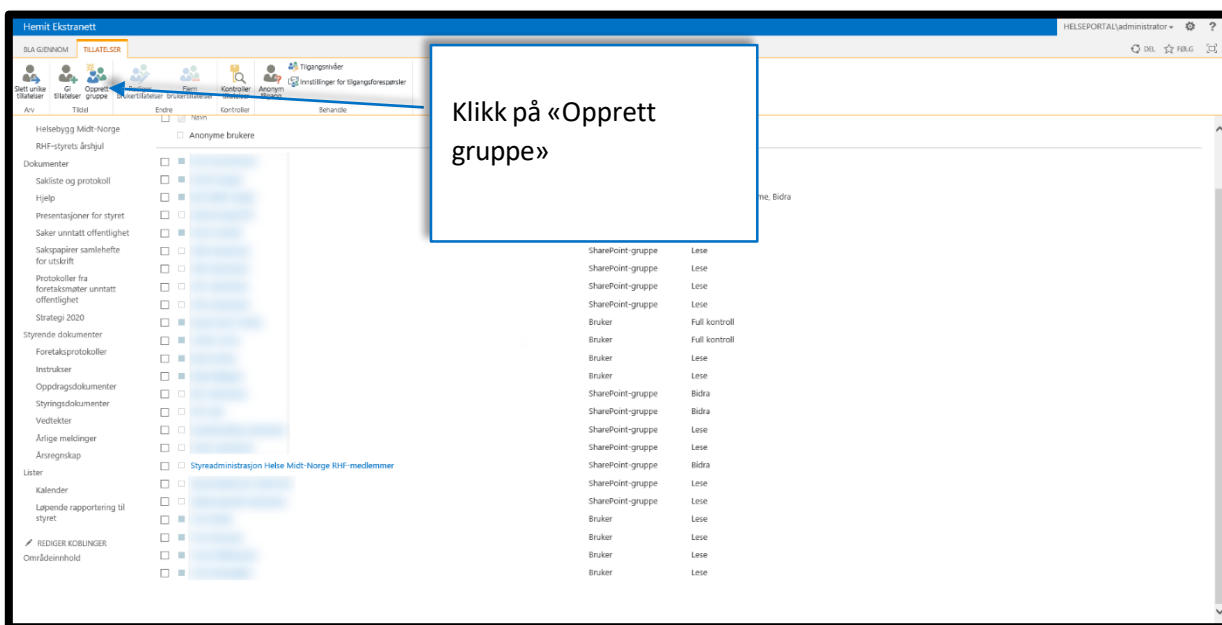 Hemit Ekstranett
HELSEPORTAL\administrator
?
BLA GJENNOM
TILLATELSER
DEL
FØLG
Slett unike tillatelser
Gi tillatelser
Opprett gruppe
Rediger brukertillatelser
Fjern brukertillatelser
Kontroller tillatelser
Anonym tilgang
Tilgangsnivåer
Innstillinger for tilgangsforespørsler
Arv
Tildel
Endre
Kontroller
Behandle
Klikk på «Opprett
gruppe»
Navn
Helsebygg Midt-Norge
Anonyme brukere
RHF-styrets årshjul
Dokumenter
Sakliste og protokoll
Hjelp
me, Bidra
Presentasjoner for styret
Saker unntatt offentlighet
Sakspapirer samlehefte
for utskrift
SharePoint-gruppe Lese
SharePoint-gruppe Lese
Protokoller fra
foretaksmøter unntatt
offentlighet
SharePoint-gruppe Lese
SharePoint-gruppe Lese
Strategi 2020
Bruker Full kontroll
Styrende dokumenter
Bruker Full kontroll
Foretaksprotokoller
Bruker Lese
Instrukser
Bruker Lese
Oppdragsdokumenter
SharePoint-gruppe Bidra
Styringsdokumenter
SharePoint-gruppe Bidra
Vedtekter
SharePoint-gruppe Lese
Årlige meldinger
SharePoint-gruppe Lese
Årsregnskap
Styreadministrasjon Helse Midt-Norge RHF-medlemmer SharePoint-gruppe Bidra
Lister
Kalender
SharePoint-gruppe Lese
Løpende rapportering til
styret
SharePoint-gruppe Lese
Bruker Lese
REDIGER KOBLINGER
Bruker Lese
Områdeinnhold
Bruker Lese
Bruker Lese